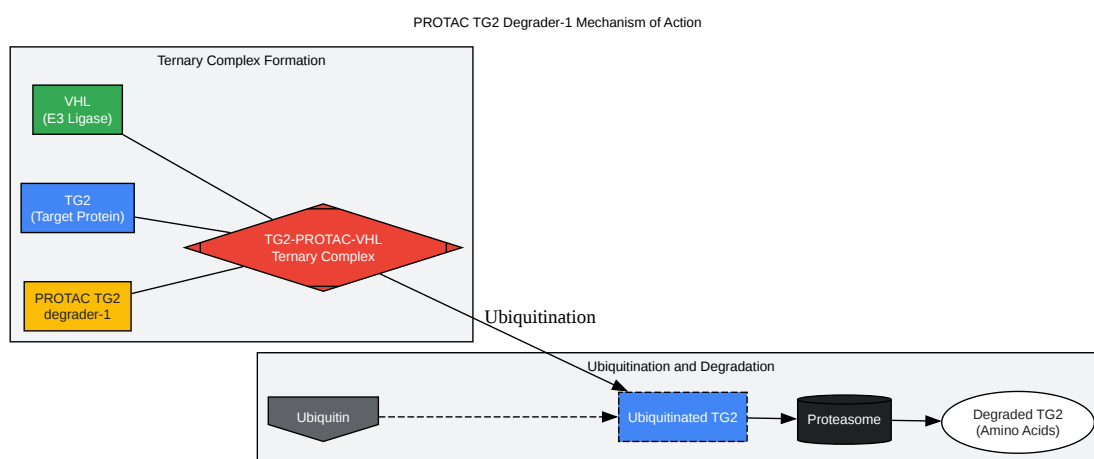 PROTAC TG2 Degrader-1 Mechanism of Action
Ternary Complex Formation
VHL
(E3 Ligase)
TG2
(Target Protein)
PROTAC TG2
degrader-1
TG2-PROTAC-VHL
Ternary Complex
Ubiquitination
Ubiquitination and Degradation
Ubiquitin
Ubiquitinated TG2
Proteasome
Degraded TG2
(Amino Acids)